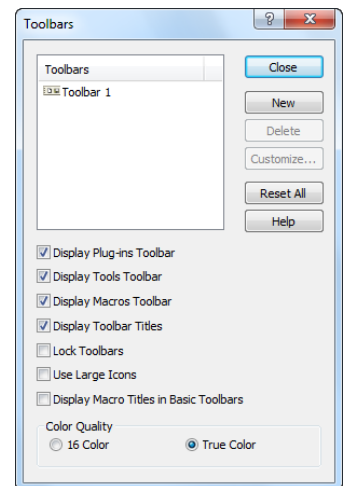 Toolbars
Toolbars
Close
Toolbar 1
New
Delete
Customize...
Reset All
Help
Display Plug-ins Toolbar
Display Tools Toolbar
Display Macros Toolbar
Display Toolbar Titles
Lock Toolbars
Use Large Icons
Display Macro Titles in Basic Toolbars
Color Quality
16 Color True Color